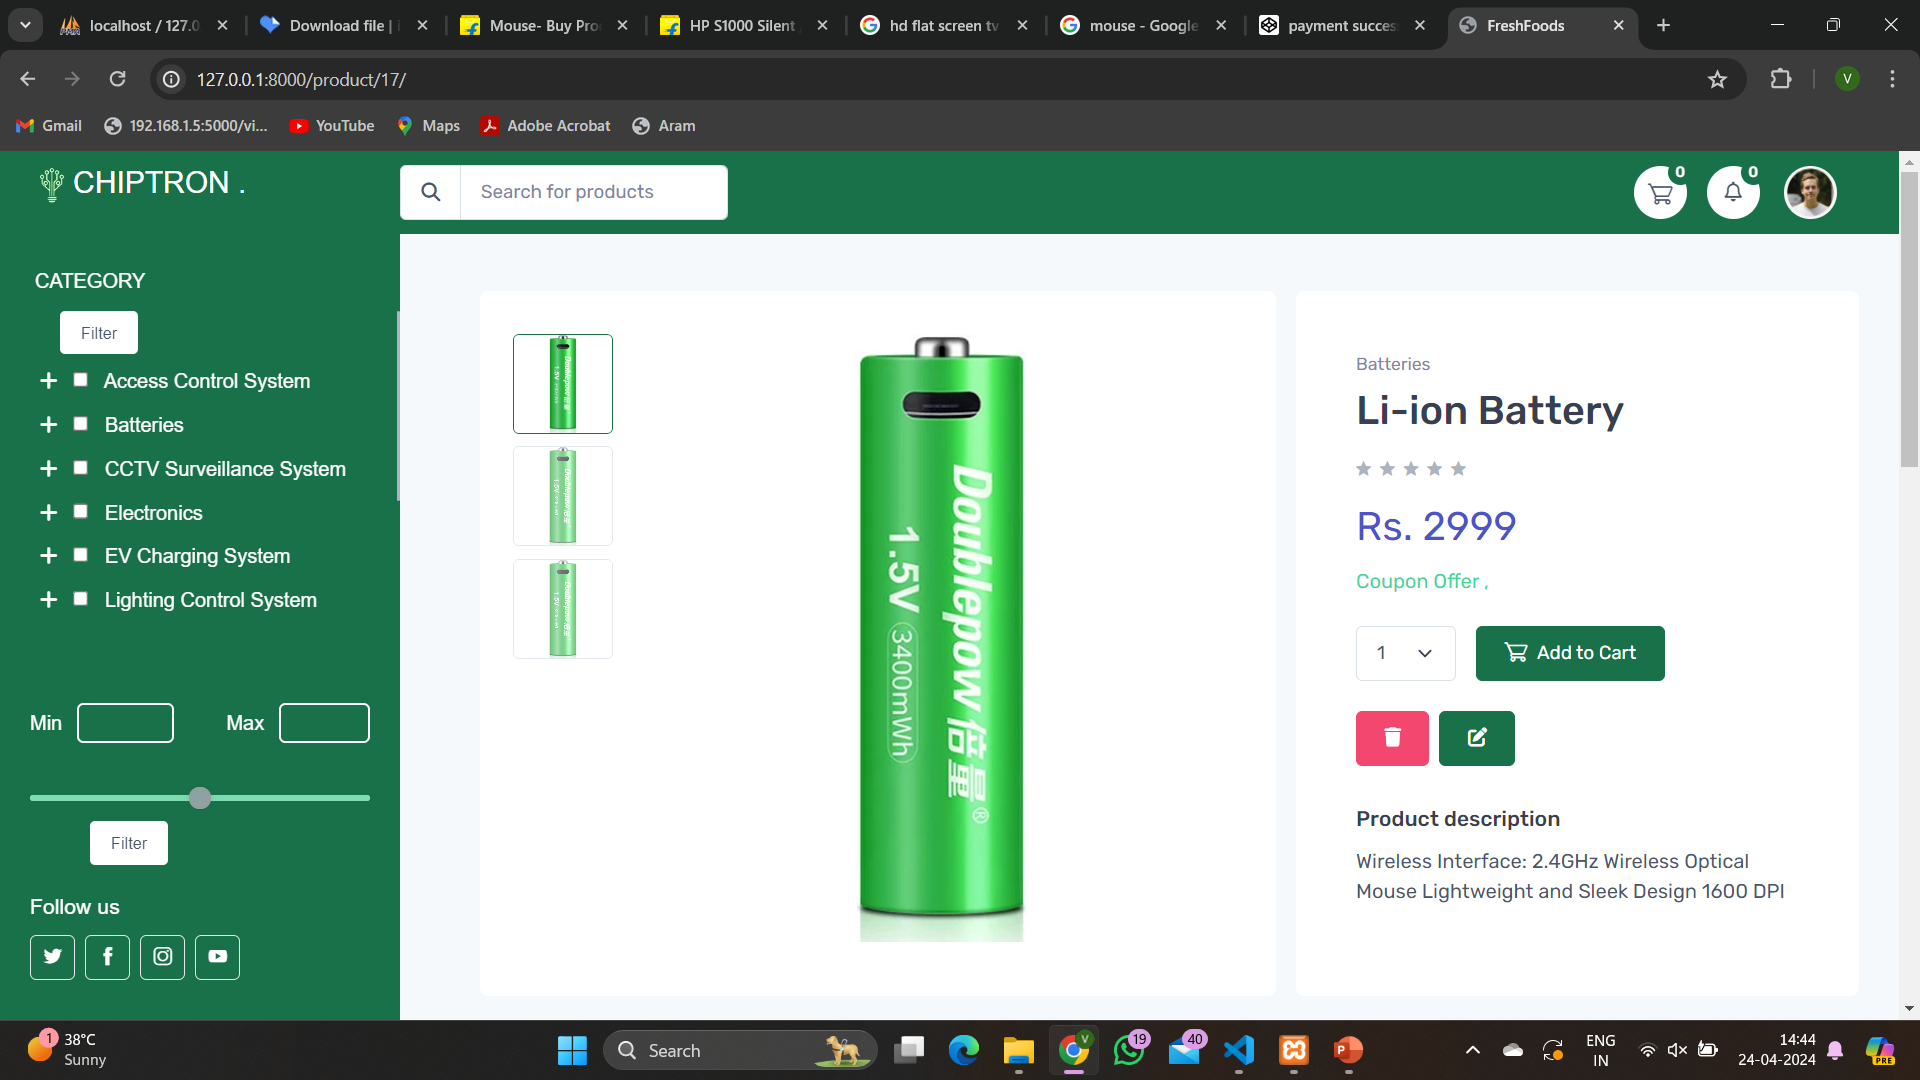 localhost / 127.0
Download file | i
Mouse- Buy Pro
HP S1000 Silent
hd flat screen tv
mouse - Google
payment succes
FreshFoods
127.0.0.1:8000/product/17/
V
Gmail
192.168.1.5:5000/vi...
YouTube
Maps
Adobe Acrobat
Aram
CHIPTRON .
Search for products
0
0
CATEGORY
Filter
Access Control System
Batteries
CCTV Surveillance System
Electronics
EV Charging System
Lighting Control System
Min
Max
Filter
Follow us
Doublepow 倍量®
1.5V 3400mWh
Batteries
Li-ion Battery
Rs. 2999
Coupon Offer ,
1
Add to Cart
Product description
Wireless Interface: 2.4GHz Wireless Optical
Mouse Lightweight and Sleek Design 1600 DPI
1
38°C
Sunny
Search
V
19
40
ENG
IN
14:44
24-04-2024
PRE